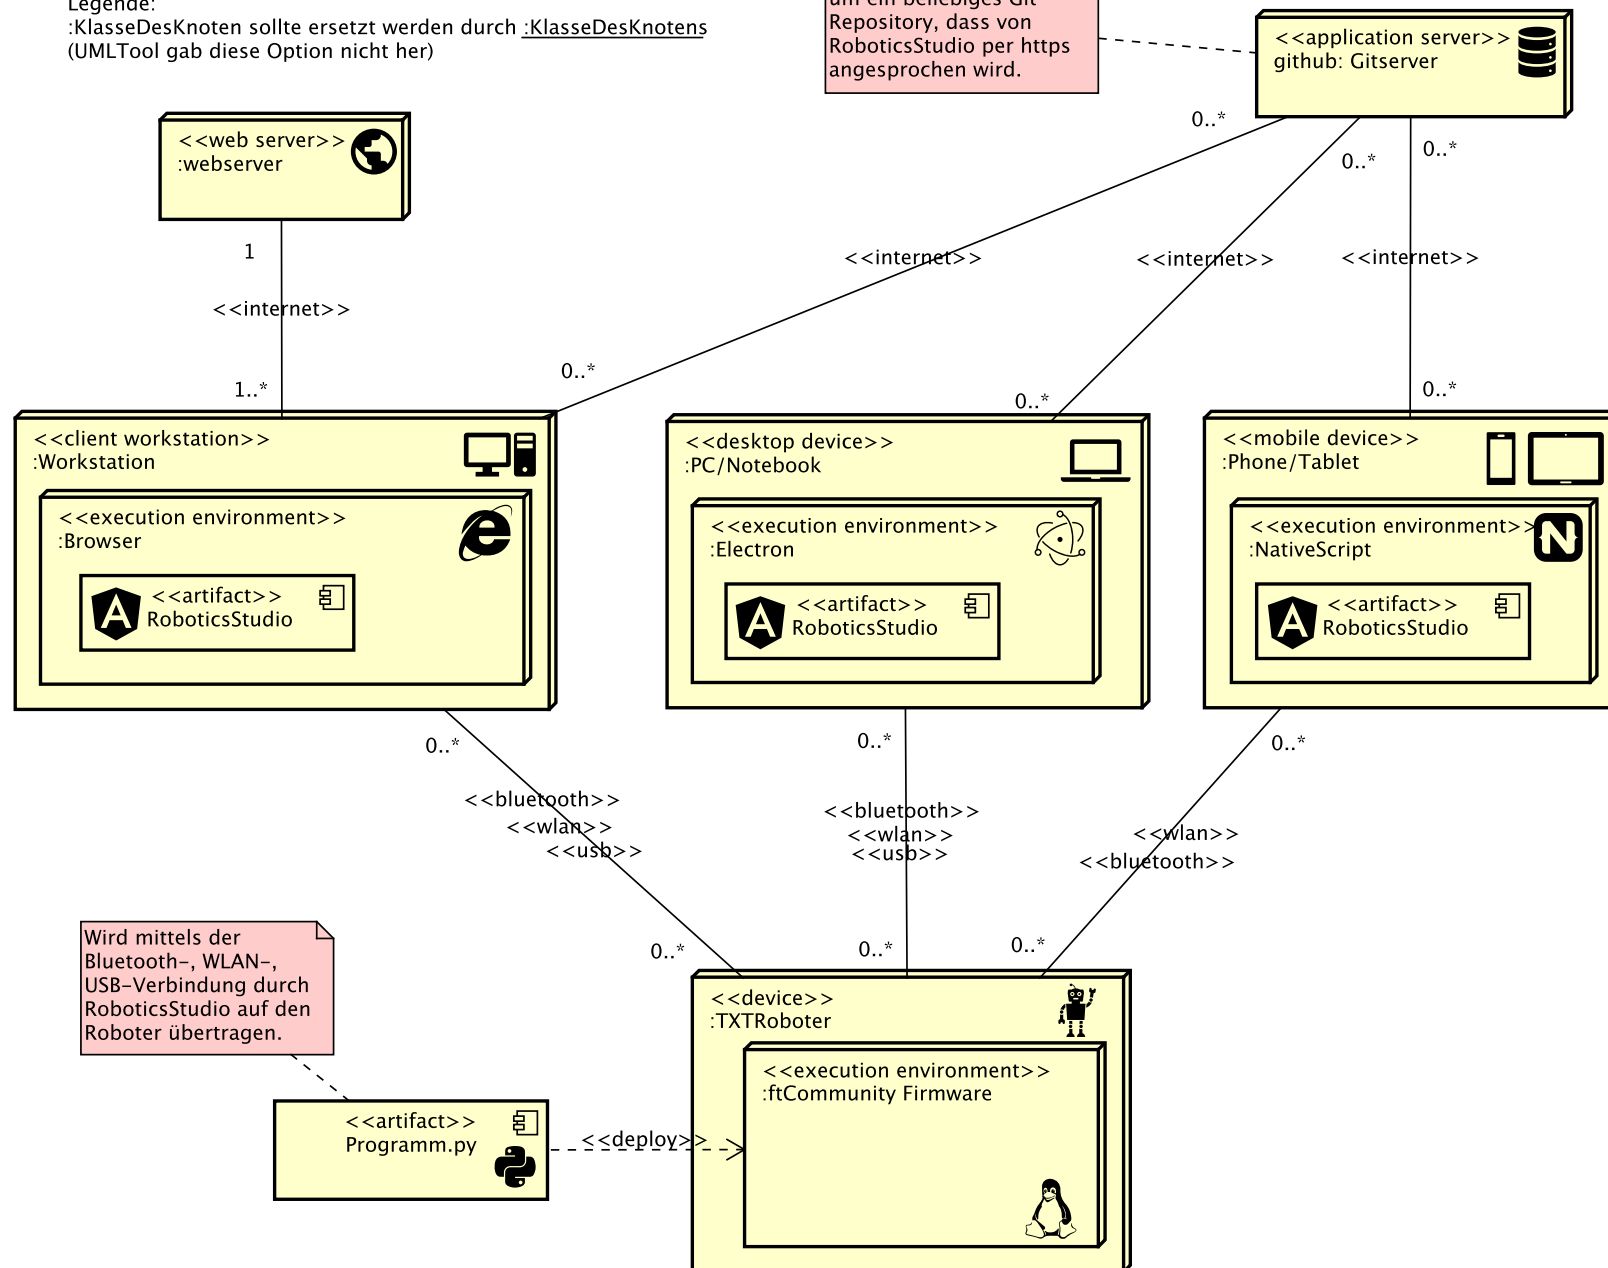 Legende:
:KlasseDesKnoten sollte ersetzt werden durch :KlasseDesKnotens
(UMLTool gab diese Option nicht her)
um ein beliebiges Git
Repository, dass von
RoboticsStudio per https
angesprochen wird.
<<application server>>
github: Gitserver
<<web server>>
:webserver
0..*
0..*
0..*
1
<<internet>>
<<internet>>
<<internet>>
<<internet>>
1..*
0..*
0..*
0..*
<<client workstation>>
:Workstation
<<execution environment>>
:Browser
<<artifact>>
RoboticsStudio
<<desktop device>>
:PC/Notebook
<<execution environment>>
:Electron
<<artifact>>
RoboticsStudio
<<mobile device>>
:Phone/Tablet
<<execution environment>>
:NativeScript
<<artifact>>
RoboticsStudio
0..*
0..*
0..*
<<bluetooth>>
<<wlan>>
<<usb>>
<<bluetooth>>
<<wlan>>
<<usb>>
<<wlan>>
<<bluetooth>>
0..*
0..*
0..*
Wird mittels der
Bluetooth-, WLAN-,
USB-Verbindung durch
RoboticsStudio auf den
Roboter übertragen.
<<device>>
:TXTRoboter
<<execution environment>>
:ftCommunity Firmware
<<artifact>>
Programm.py
<<deploy>>